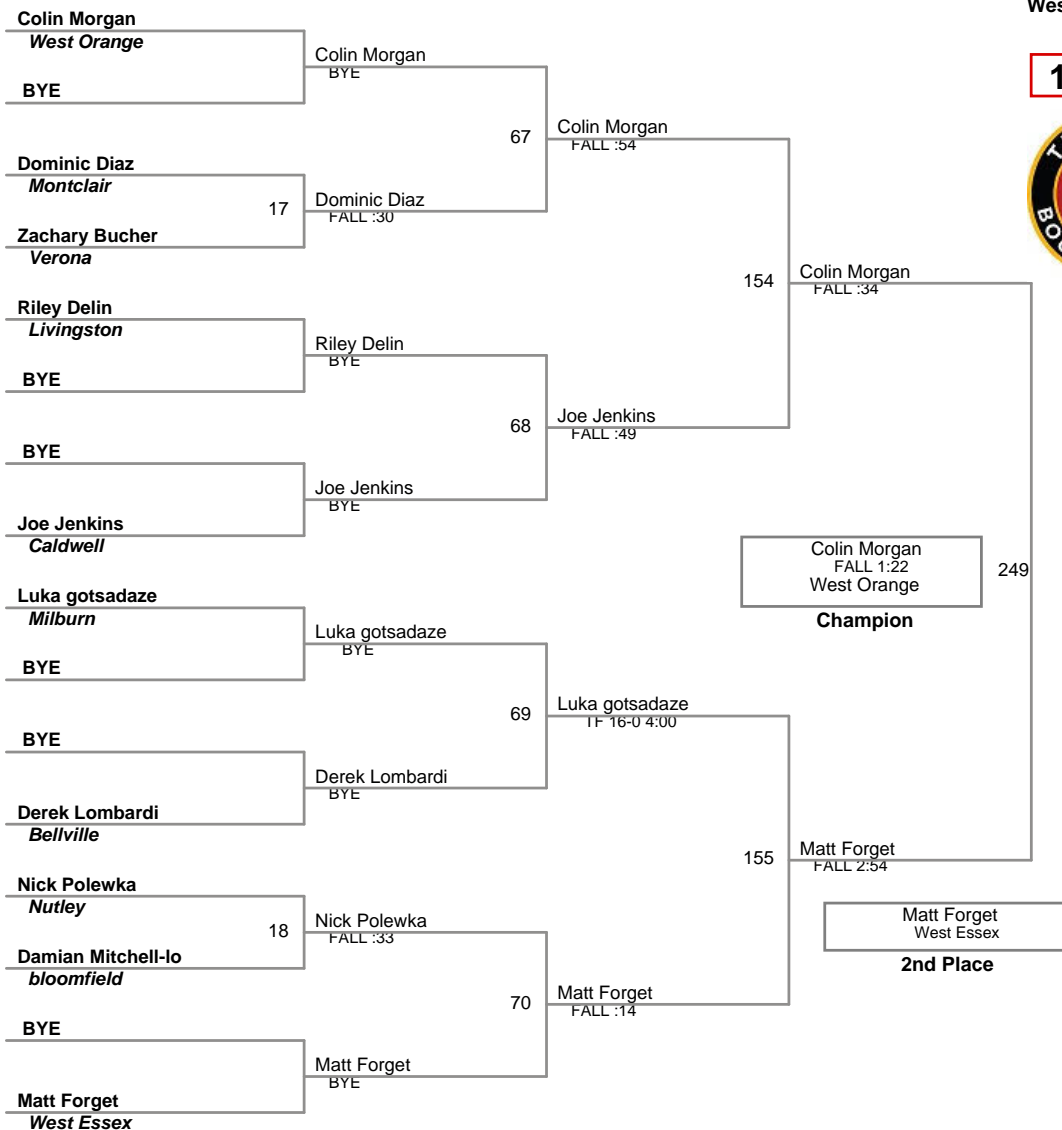 Wes
1
Colin Morgan
West Orange
BYE
Dominic Diaz
Montclair
17
Zachary Bucher
Verona
Riley Delin
Livingston
BYE
BYE
Joe Jenkins
Caldwell
Luka gotsadaze
Milburn
BYE
BYE
Derek Lombardi
Bellville
Nick Polewka
Nutley
18
Damian Mitchell-lo
bloomfield
BYE
Matt Forget
West Essex
Colin Morgan
BYE
67
Dominic Diaz
FALL :30
Riley Delin
BYE
68
Joe Jenkins
BYE
Luka gotsadaze
BYE
69
Derek Lombardi
BYE
Nick Polewka
FALL :33
70
Matt Forget
BYE
Colin Morgan
FALL :54
154
Joe Jenkins
FALL :49
Luka gotsadaze
TF 16-0 4:00
155
Matt Forget
FALL :14
Colin Morgan
FALL :34
Matt Forget
FALL 2:54
249
Colin Morgan
FALL 1:22
West Orange
Champion
Matt Forget
West Essex
2nd Place